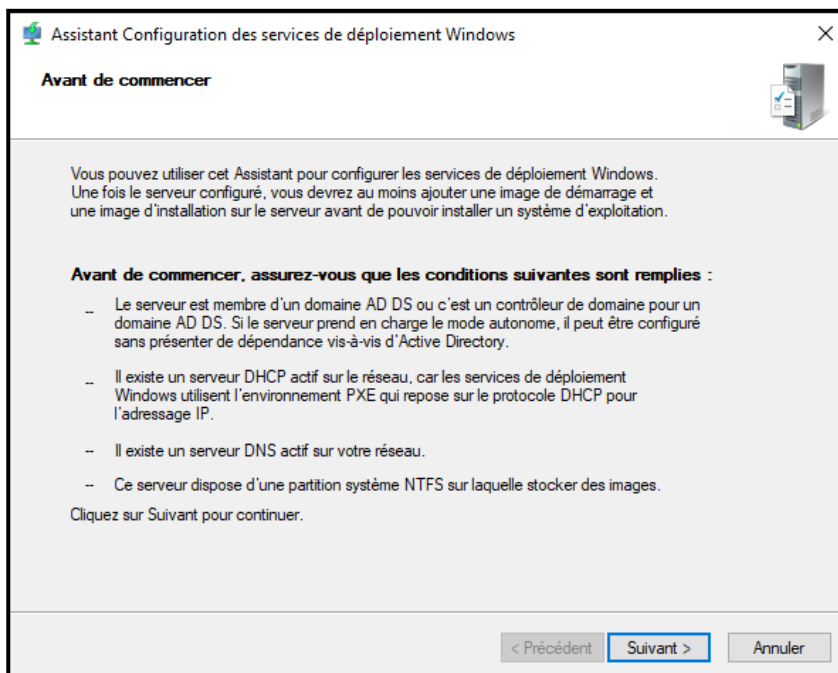 Assistant Configuration des services de déploiement Windows
Avant de commencer
Vous pouvez utiliser cet Assistant pour configurer les services de déploiement Windows.
Une fois le serveur configuré, vous devrez au moins ajouter une image de démarrage et
une image d'installation sur le serveur avant de pouvoir installer un système d'exploitation.
Avant de commencer, assurez-vous que les conditions suivantes sont remplies :
-- Le serveur est membre d'un domaine AD DS ou c'est un contrôleur de domaine pour un
domaine AD DS. Si le serveur prend en charge le mode autonome, il peut être configuré
sans présenter de dépendance vis-à-vis d'Active Directory.
-- Il existe un serveur DHCP actif sur le réseau, car les services de déploiement
Windows utilisent l'environnement PXE qui repose sur le protocole DHCP pour
l'adressage IP.
-- Il existe un serveur DNS actif sur votre réseau.
-- Ce serveur dispose d'une partition système NTFS sur laquelle stocker des images.
Cliquez sur Suivant pour continuer.
< Précédent Suivant > Annuler